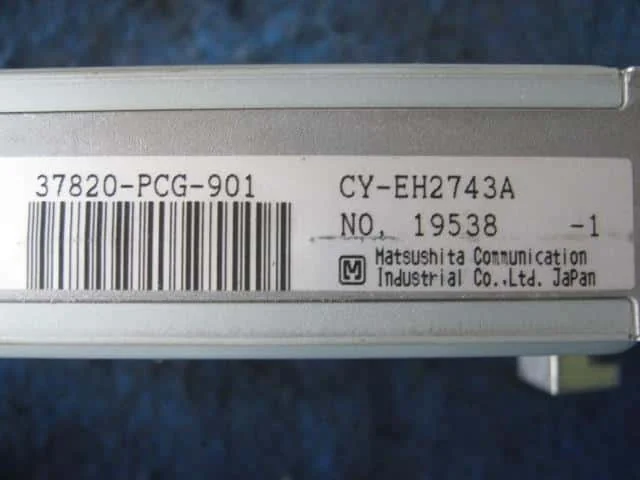 37820-PCG-901 CY-EH2743A
NO. 19538 -1
M Matsushita Communication
Industrial Co.,Ltd. JaPan